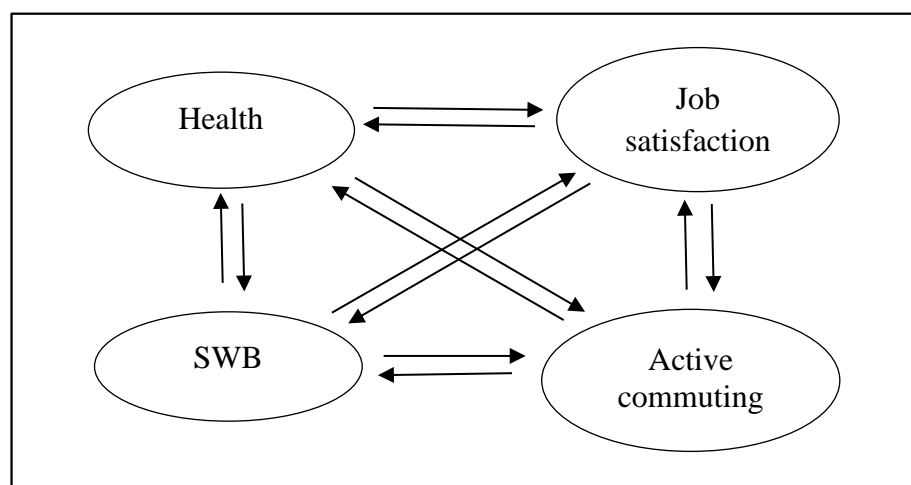 Health
Job
satisfaction
SWB
Active
commuting